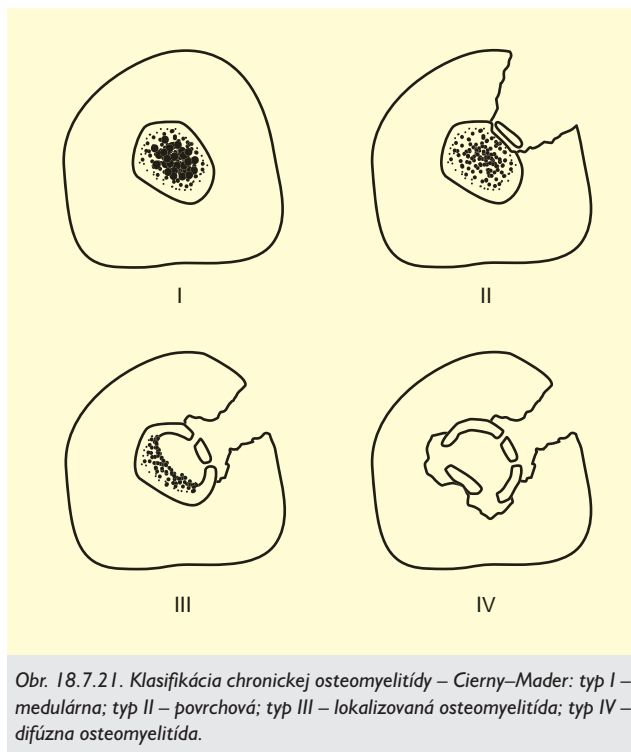 I
II
III
IV
Obr. 18.7.21. Klasifikácia chronickej osteomyelitídy – Cierny–Mader: typ I –
medulárna; typ II – povrchová; typ III – lokalizovaná osteomyelitída; typ IV –
difúzna osteomyelitída.